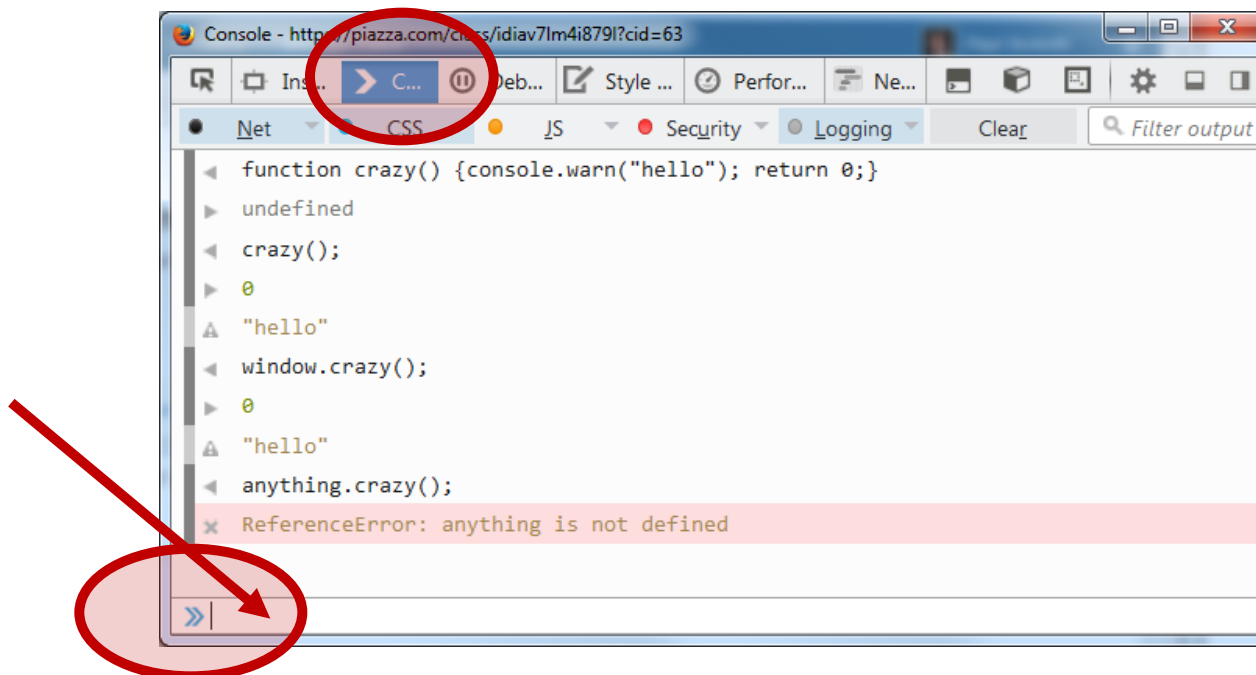 Console - https://piazza.com/class/idiav7lm4i879l?cid=63
Ins... C... Deb... Style ... Perfor... Ne...
Net CSS JS Security Logging Clear Filter output
function crazy() {console.warn("hello"); return 0;}
undefined
crazy();
0
"hello"
window.crazy();
0
"hello"
anything.crazy();
ReferenceError: anything is not defined